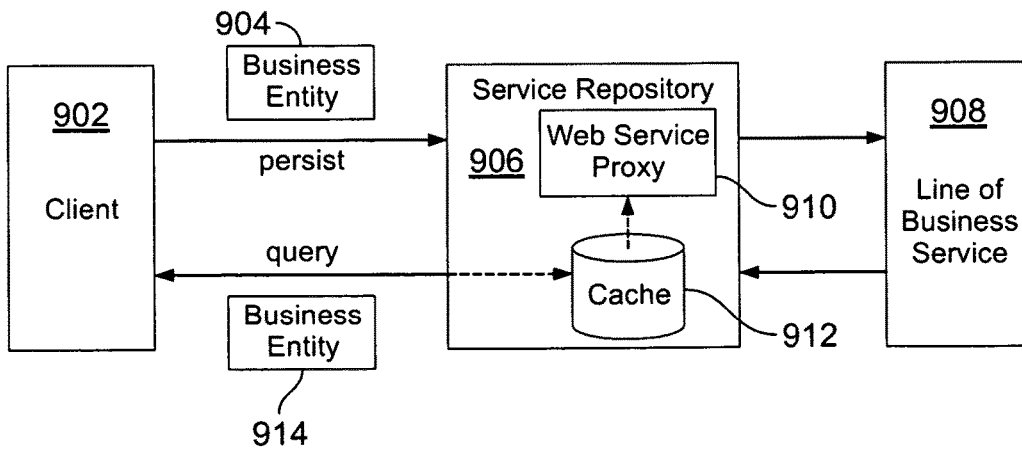 904
Business
Entity
902
Client
persist
query
Business
Entity
914
Service Repository
906
Web Service
Proxy
910
Cache
912
908
Line of
Business
Service